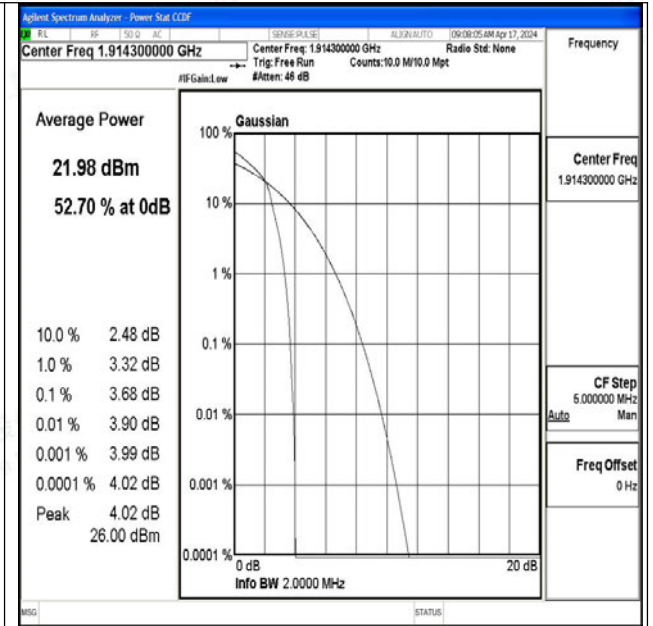 Agilent Spectrum Analyzer - Power Stat CCDF
RL RF 50 Ω AC SENSE:PULSE ALIGN AUTO 09:08:05 AM Apr 17, 2024
Center Freq 1.914300000 GHz
Center Freq: 1.914300000 GHz
Radio Std: None
Trig: Free Run
Counts:10.0 M/10.0 Mpt
#IFGain:Low
#Atten: 46 dB
Average Power
21.98 dBm
52.70 % at 0dB
10.0 % 2.48 dB
1.0 % 3.32 dB
0.1 % 3.68 dB
0.01 % 3.90 dB
0.001 % 3.99 dB
0.0001 % 4.02 dB
Peak 4.02 dB
26.00 dBm
Gaussian
100 %
10 %
1 %
0.1 %
0.01 %
0.001 %
0.0001 %
0 dB
20 dB
Info BW 2.0000 MHz
Frequency
Center Freq
1.914300000 GHz
CF Step
5.000000 MHz
Auto Man
Freq Offset
0 Hz
MSG
STATUS